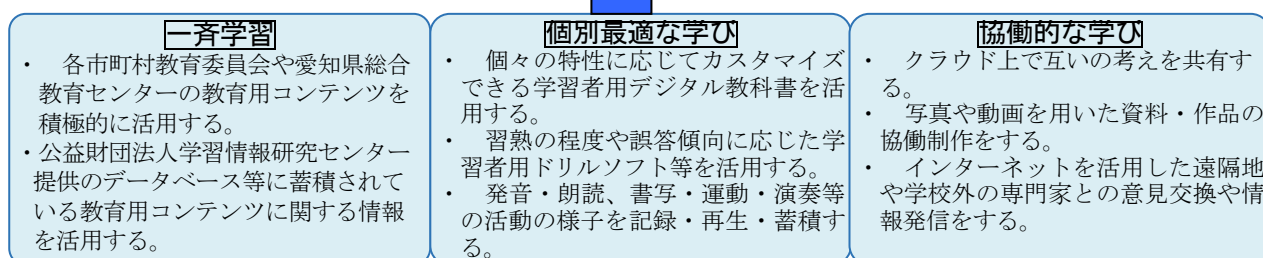 一斉学習
・　各市町村教育委員会や愛知県総合
教育センターの教育用コンテンツを
積極的に活用する。
・公益財団法人学習情報研究センター
提供のデータベース等に蓄積されて
いる教育用コンテンツに関する情報
を活用する。
個別最適な学び
・　個々の特性に応じてカスタマイズ
できる学習者用デジタル教科書を活
用する。
・　習熟の程度や誤答傾向に応じた学
習者用ドリルソフト等を活用する。
・　発音・朗読、書写・運動・演奏等
の活動の様子を記録・再生・蓄積す
る。
協働的な学び
・　クラウド上で互いの考えを共有す
る。
・　写真や動画を用いた資料・作品の
協働制作をする。
・　インターネットを活用した遠隔地
や学校外の専門家との意見交換や情
報発信をする。